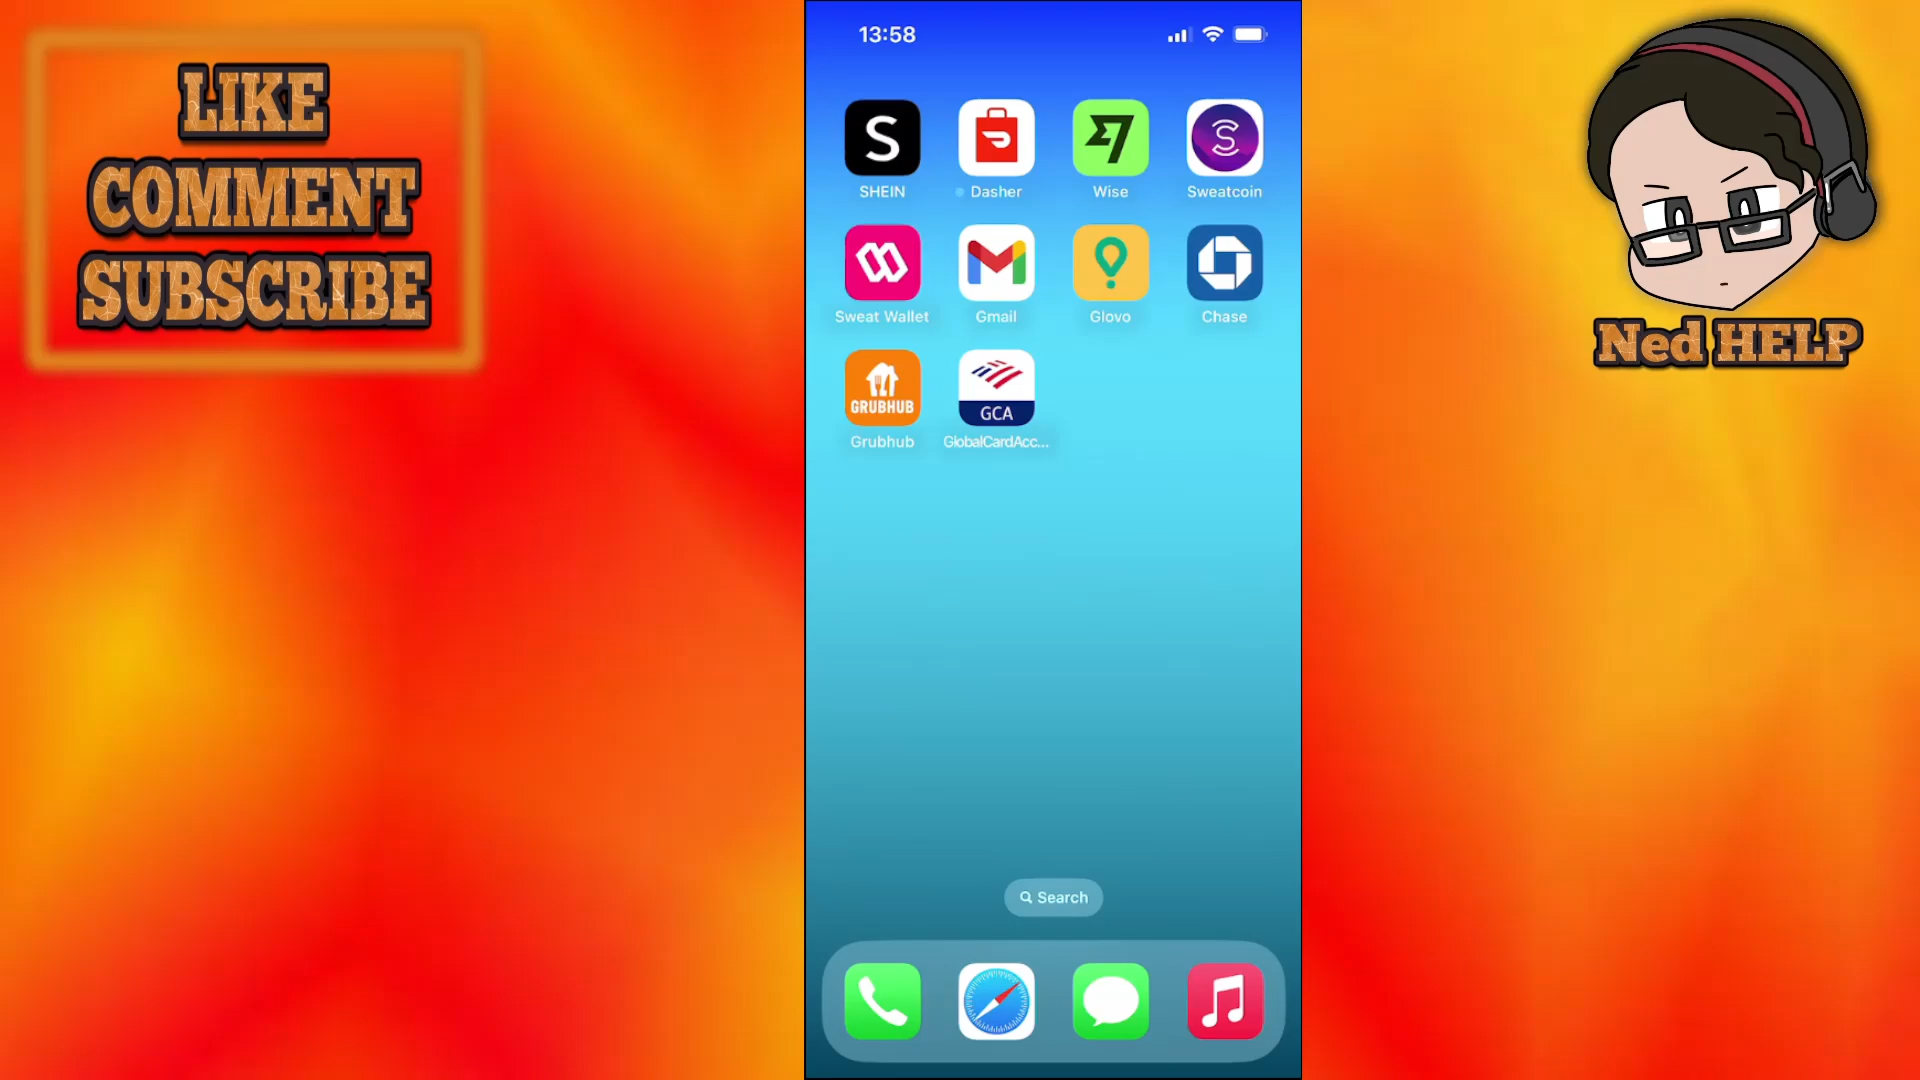 LIKE
COMMENT
SUBSCRIBE
13:58
S
SHEIN
Dasher
Wise
S
Sweatcoin
Sweat Wallet
Gmail
Glovo
Chase
GRUBHUB
GCA
Grubhub
GlobalCardAcc...
Search
Ned HELP